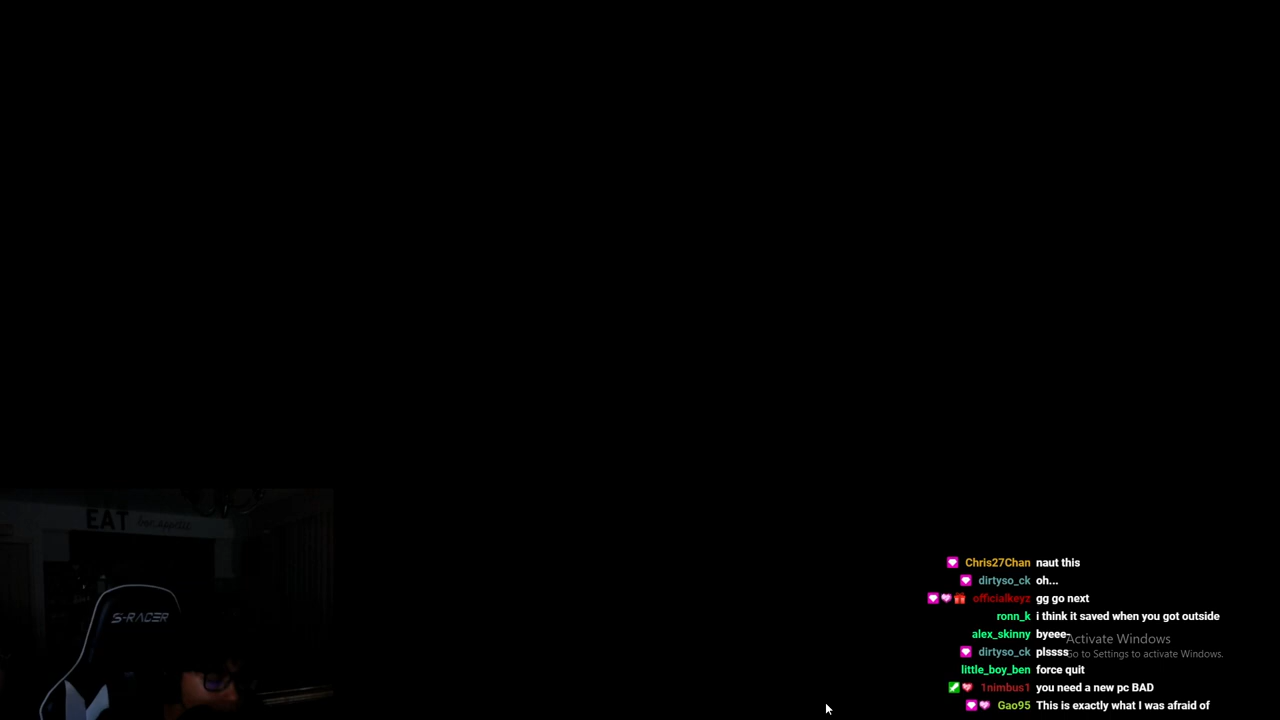 EAT bon appetit
S-RACER
Chris27Chan naut this
dirtyso_ck oh...
officialkeyz gg go next
ronn_k i think it saved when you got outside
alex_skinny byeee-
Activate Windows
dirtyso_ck plssss
Go to Settings to activate Windows.
little_boy_ben force quit
1nimbus1 you need a new pc BAD
Gao95 This is exactly what I was afraid of